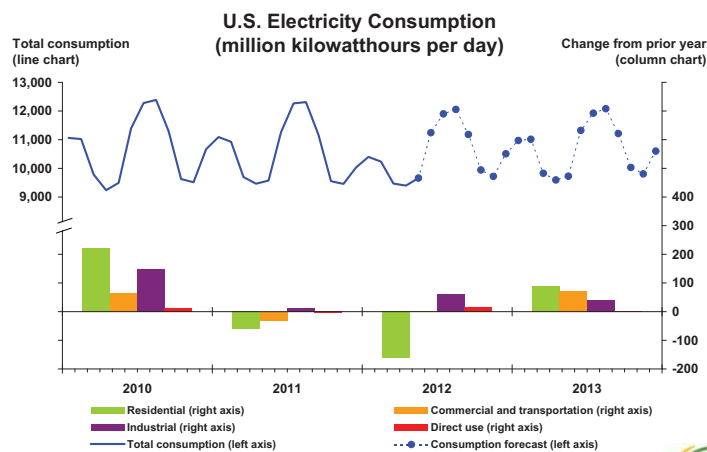 U.S. Electricity Consumption
(million kilowatthours per day)
Total consumption
(line chart)
Change from prior year
(column chart)
13,000
12,000
11,000
10,000
9,000
400
300
200
100
0
-100
-200
2010
2011
2012
2013
Residential (right axis)
Commercial and transportation (right axis)
Industrial (right axis)
Direct use (right axis)
Total consumption (left axis)
Consumption forecast (left axis)